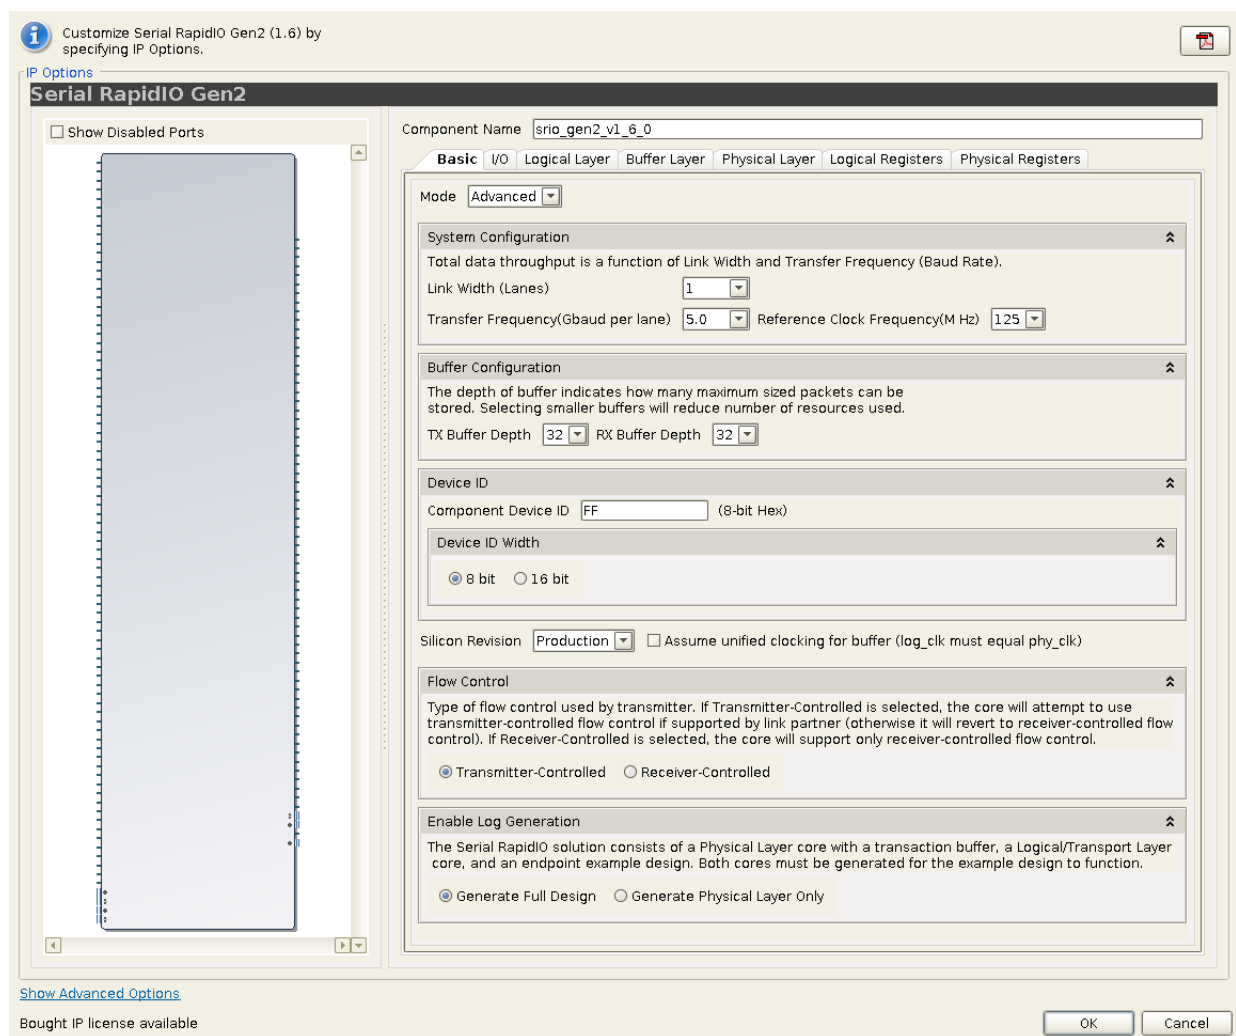 Customize Serial RapidIO Gen2 (1.6) by
specifying IP Options.
IP Options
Serial RapidIO Gen2
Show Disabled Ports
Component Name srio_gen2_v1_6_0
Basic I/O Logical Layer Buffer Layer Physical Layer Logical Registers Physical Registers
Mode Advanced
System Configuration
Total data throughput is a function of Link Width and Transfer Frequency (Baud Rate).
Link Width (Lanes) 1
Transfer Frequency(Gbaud per lane) 5.0 Reference Clock Frequency(M Hz) 125
Buffer Configuration
The depth of buffer indicates how many maximum sized packets can be
stored. Selecting smaller buffers will reduce number of resources used.
TX Buffer Depth 32 RX Buffer Depth 32
Device ID
Component Device ID FF (8-bit Hex)
Device ID Width
8 bit 16 bit
Silicon Revision Production Assume unified clocking for buffer (log_clk must equal phy_clk)
Flow Control
Type of flow control used by transmitter. If Transmitter-Controlled is selected, the core will attempt to use
transmitter-controlled flow control if supported by link partner (otherwise it will revert to receiver-controlled flow
control). If Receiver-Controlled is selected, the core will support only receiver-controlled flow control.
Transmitter-Controlled Receiver-Controlled
Enable Log Generation
The Serial RapidIO solution consists of a Physical Layer core with a transaction buffer, a Logical/Transport Layer
core, and an endpoint example design. Both cores must be generated for the example design to function.
Generate Full Design Generate Physical Layer Only
Show Advanced Options
Bought IP license available
OK Cancel